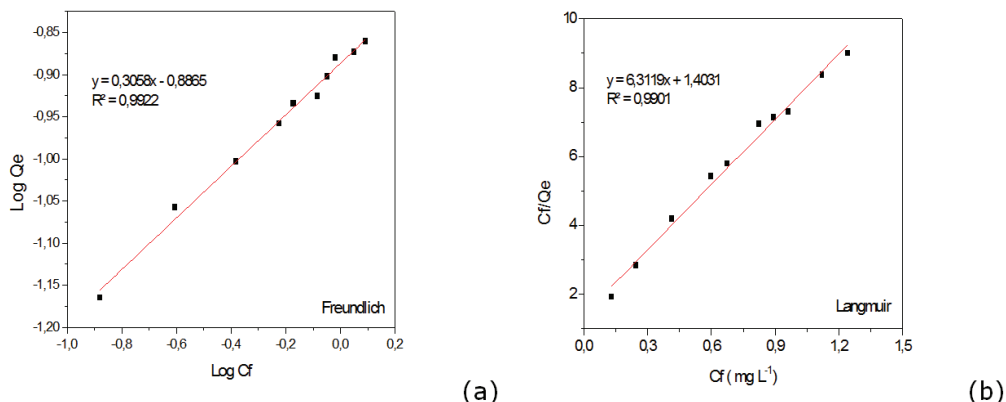 -0,85
-0,90
-0,95
-1,00
-1,05
-1,10
-1,15
-1,20
Log Qe
y = 0,3058x - 0,8865
R² = 0,9922
Freundlich
-1,0 -0,8 -0,6 -0,4 -0,2 0,0 0,2
Log Cf
(a)
10
8
6
4
2
Cf/Qe
y = 6,3119x + 1,4031
R² = 0,9901
Langmuir
0,0 0,3 0,6 0,9 1,2 1,5
Cf ( mg L⁻¹)
(b)